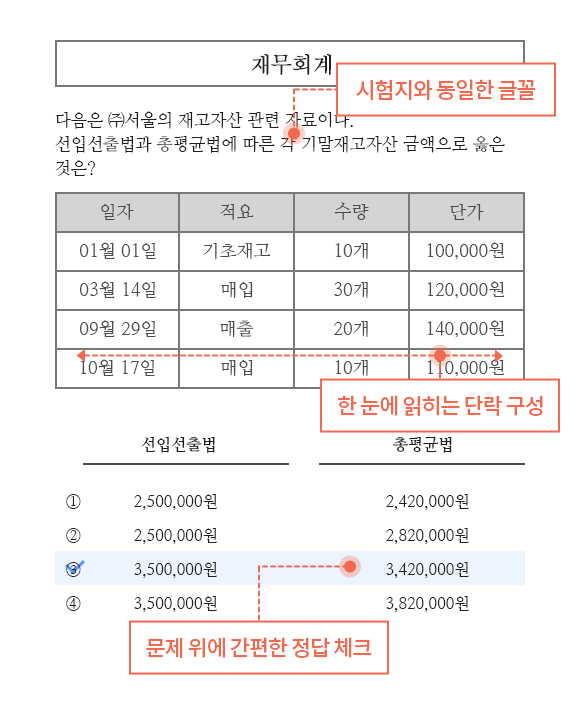 재무회계
시험지와 동일한 글꼴
다음은 ㈜서울의 재고자산 관련 자료이다.
선입선출법과 총평균법에 따른 각 기말재고자산 금액으로 옳은
것은?
일자 적요 수량 단가
01월 01일 기초재고 10개 100,000원
03월 14일 매입 30개 120,000원
09월 29일 매출 20개 140,000원
10월 17일 매입 10개 110,000원
한 눈에 읽히는 단락 구성
선입선출법 총평균법
① 2,500,000원 2,420,000원
② 2,500,000원 2,820,000원
③ 3,500,000원 3,420,000원
④ 3,500,000원 3,820,000원
문제 위에 간편한 정답 체크